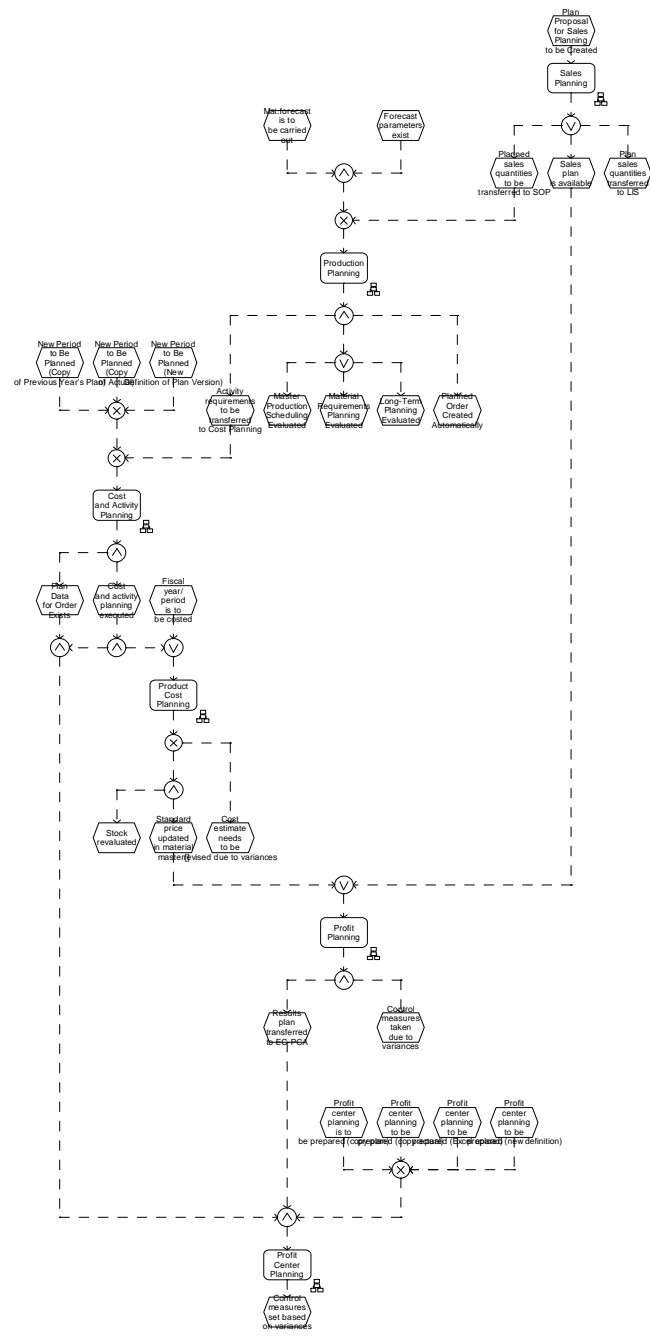 Plan
Proposal
for Sales
Planning
to be Created
Sales
Planning
Mat.forecast
is to
be carried
out
Forecast
parameters
exist
Planned
sales
quantities
to be
transferred to SOP
Sales
plan
is available
Plan
sales
quantities
transferred
to LIS
Production
Planning
New Period
to Be
Planned
(Copy
of Previous Year's Plan)
New Period
to Be
Planned
(Copy
of Actual)
New Period
to Be
Planned
(New
Definition of Plan Version)
Activity
requirements
to be
transferred
to Cost Planning
Master
Production
Scheduling
Evaluated
Material
Requirements
Planning
Evaluated
Long-Term
Planning
Evaluated
Planned
Order
Created
Automatically
Cost
and Activity
Planning
Plan
Data
for Order
Exists
Cost
and activity
planning
executed
Fiscal
year/
period
is to
be costed
Product
Cost
Planning
Stock
revaluated
Standard
price
updated
in material
master
Cost
estimate
needs
to be
revised due to variances
Profit
Planning
Results
plan
transferred
to EC-PCA
Control
measures
taken
due to
variances
Profit
center
planning
is to
be prepared (copy plan)
Profit
center
planning
to be
prepared (copy actual)
Profit
center
planning
to be
prepared (Excel upload)
Profit
center
planning
to be
(new definition)
Profit
Center
Planning
Control
measures
set based
on variances